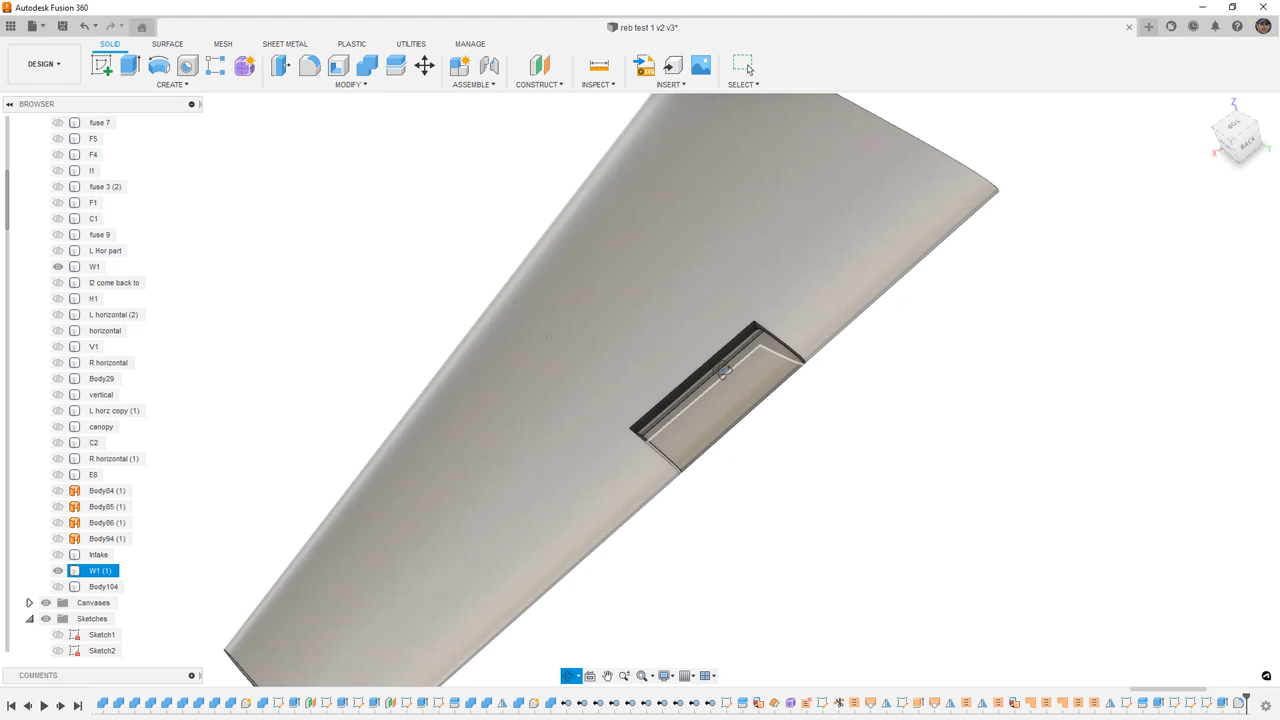 Autodesk Fusion 360
reb test 1 v2 v3*
DESIGN
SOLID SURFACE MESH SHEET METAL PLASTIC UTILITIES MANAGE
CREATE MODIFY ASSEMBLE CONSTRUCT INSPECT INSERT SELECT
BROWSER
fuse 7
F5
F4
I1
fuse 3 (2)
F1
C1
fuse 9
L Hor part
W1
I2 come back to
H1
L horizontal (2)
horizontal
V1
R horizontal
Body29
vertical
L horz copy (1)
canopy
C2
R horizontal (1)
E8
Body84 (1)
Body85 (1)
Body86 (1)
Body94 (1)
Intake
W1 (1)
Body104
Canvases
Sketches
Sketch1
Sketch2
COMMENTS
Z
TOP
BACK
X
Y